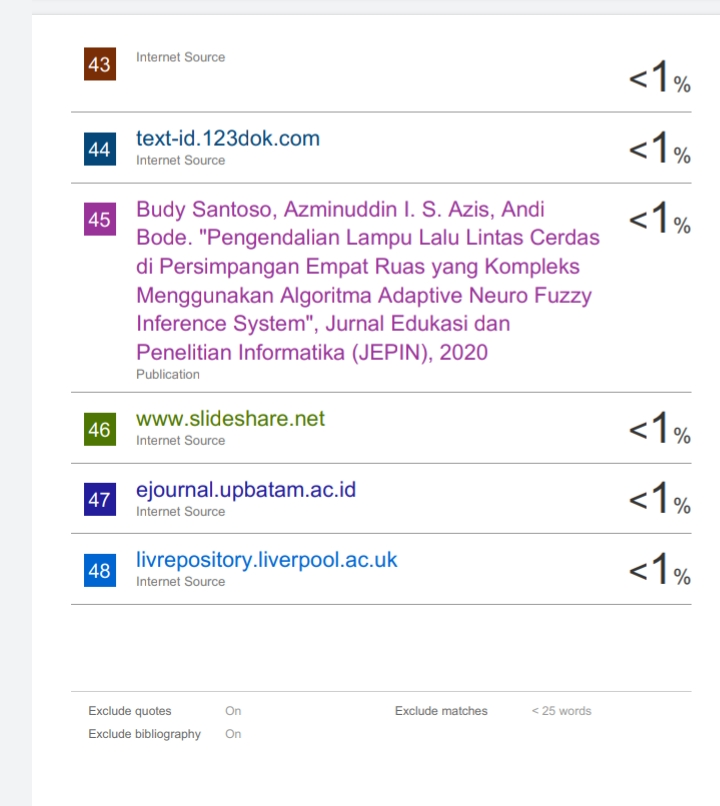 43
Internet Source
<1%
44
text-id.123dok.com
Internet Source
<1%
45
Budy Santoso, Azminuddin I. S. Azis, Andi
Bode. "Pengendalian Lampu Lalu Lintas Cerdas
di Persimpangan Empat Ruas yang Kompleks
Menggunakan Algoritma Adaptive Neuro Fuzzy
Inference System", Jurnal Edukasi dan
Penelitian Informatika (JEPIN), 2020
Publication
<1%
46
www.slideshare.net
Internet Source
<1%
47
ejournal.upbatam.ac.id
Internet Source
<1%
48
livrepository.liverpool.ac.uk
Internet Source
<1%
Exclude quotes On
Exclude matches < 25 words
Exclude bibliography On